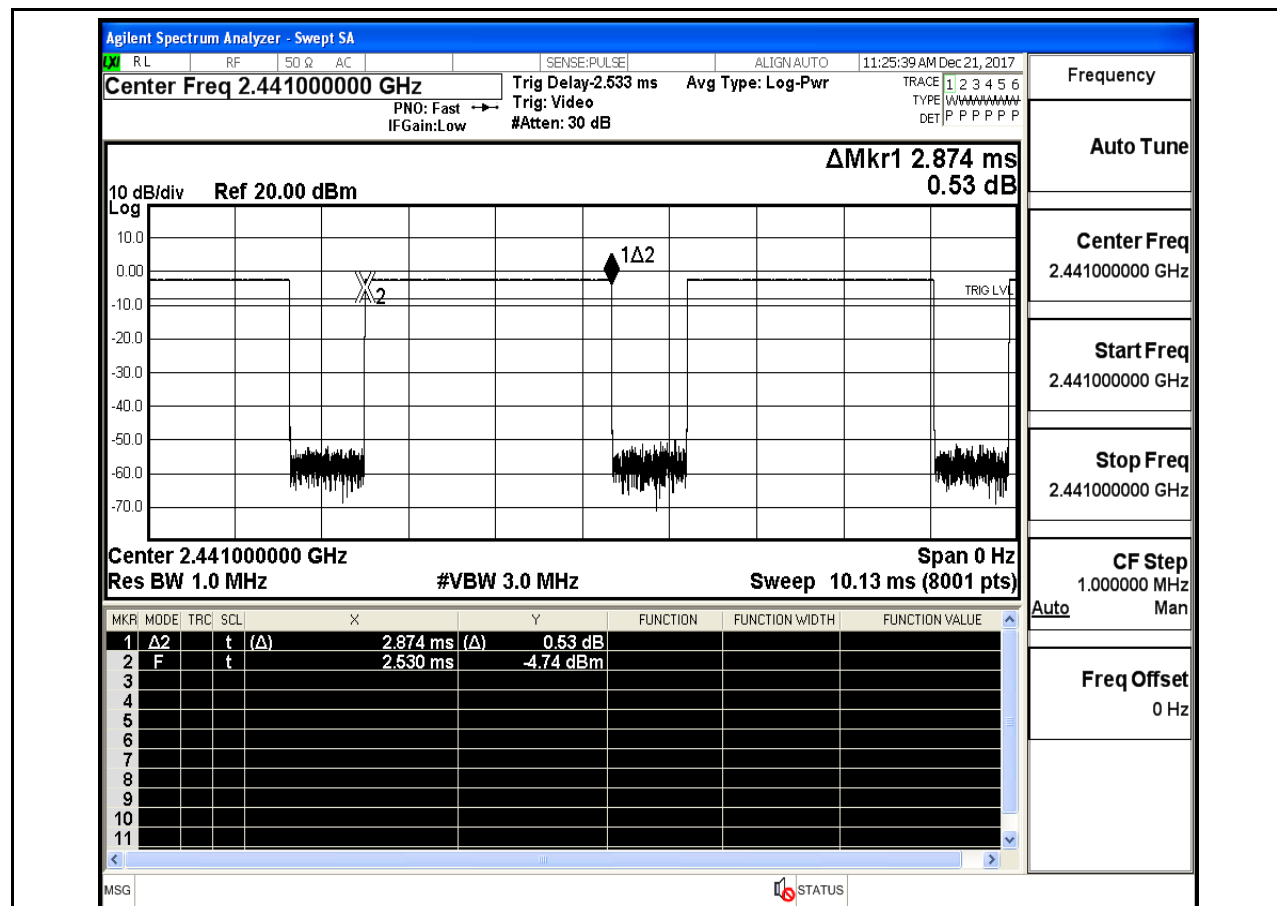 Agilent Spectrum Analyzer - Swept SA
LXI RL RF 50 Ω AC SENSE:PULSE ALIGN AUTO 11:25:39 AM Dec 21, 2017
Center Freq 2.441000000 GHz
PNO: Fast
IFGain:Low
Trig Delay-2.533 ms
Trig: Video
#Atten: 30 dB
Avg Type: Log-Pwr
TRACE 1 2 3 4 5 6
TYPE WWWWWWW
DET P P P P P P
ΔMkr1 2.874 ms
0.53 dB
10 dB/div Ref 20.00 dBm
Log
10.0
0.00
-10.0
-20.0
-30.0
-40.0
-50.0
-60.0
-70.0
1Δ2
2
TRIG LVL
Center 2.441000000 GHz Span 0 Hz
Res BW 1.0 MHz #VBW 3.0 MHz Sweep 10.13 ms (8001 pts)
MKR MODE TRC SCL X Y FUNCTION FUNCTION WIDTH FUNCTION VALUE
1 Δ2 t (Δ) 2.874 ms (Δ) 0.53 dB
2 F t 2.530 ms -4.74 dBm
3
4
5
6
7
8
9
10
11
MSG STATUS
Frequency
Auto Tune
Center Freq
2.441000000 GHz
Start Freq
2.441000000 GHz
Stop Freq
2.441000000 GHz
CF Step
1.000000 MHz
Auto Man
Freq Offset
0 Hz